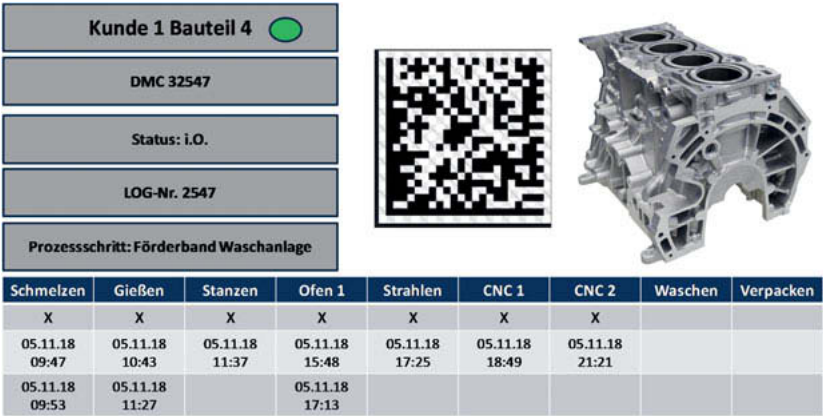 Kunde 1 Bauteil 4
DMC 32547
Status: i.O.
LOG-Nr. 2547
Prozessschritt: Förderband Waschanlage
Schmelzen Gießen Stanzen Ofen 1 Strahlen CNC 1 CNC 2 Waschen Verpacken
X X X X X X X
05.11.18 05.11.18 05.11.18 05.11.18 05.11.18 05.11.18 05.11.18
09:47 10:43 11:37 15:48 17:25 18:49 21:21
05.11.18 05.11.18 05.11.18
09:53 11:27 17:13